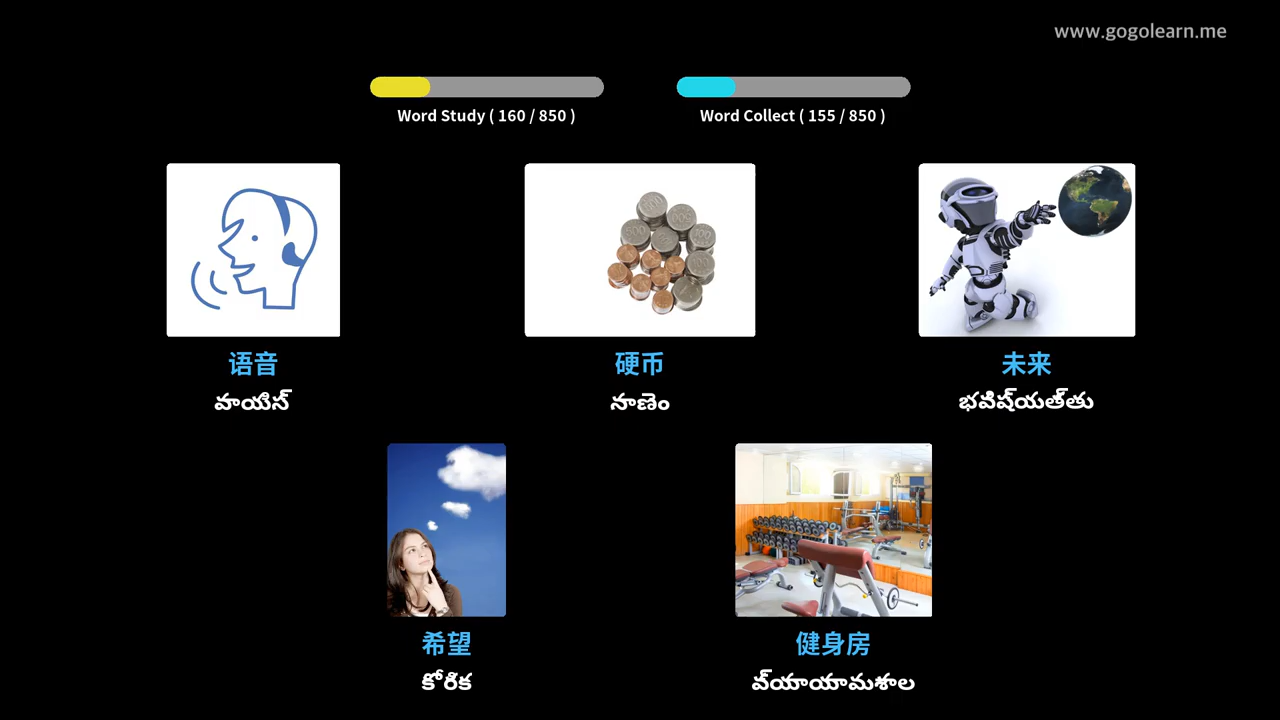 www.gogolearn.me
Word Study ( 160 / 850 )
Word Collect ( 155 / 850 )
语音
硬币
未来
వాయిస్
నాణెం
భవిష్యత్తు
希望
健身房
కోరిక
వ్యాయామశాల